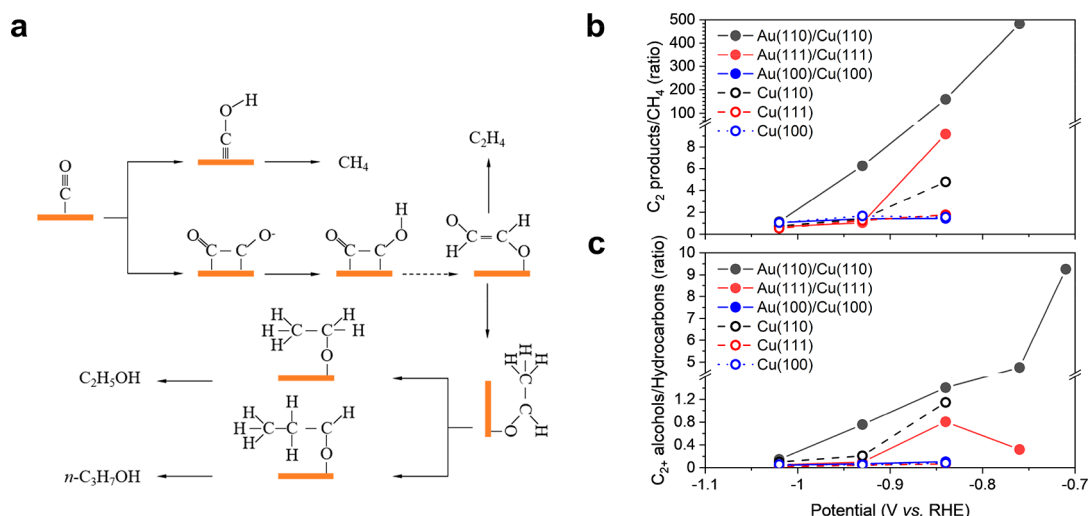 a
O
C
O
H
C
CH₄
C₂H₄
O
O⁻
C
C
O
C
C
O
H
O
C
H
C
H
O
H
H
H
C
C
H
O
H
H
H
C
C
H
H
O
C₂H₅OH
H
H
H
C
H
C
H
C
H
O
n-C₃H₇OH
b
C₂ products/CH₄ (ratio)
500
400
300
200
100
8
6
4
2
0
Au(110)/Cu(110)
Au(111)/Cu(111)
Au(100)/Cu(100)
Cu(110)
Cu(111)
Cu(100)
c
C₂₊ alcohols/Hydrocarbons (ratio)
10
9
8
7
6
5
1.2
0.8
0.4
0
Au(110)/Cu(110)
Au(111)/Cu(111)
Au(100)/Cu(100)
Cu(110)
Cu(111)
Cu(100)
-1.1
-1
-0.9
-0.8
-0.7
Potential (V vs. RHE)